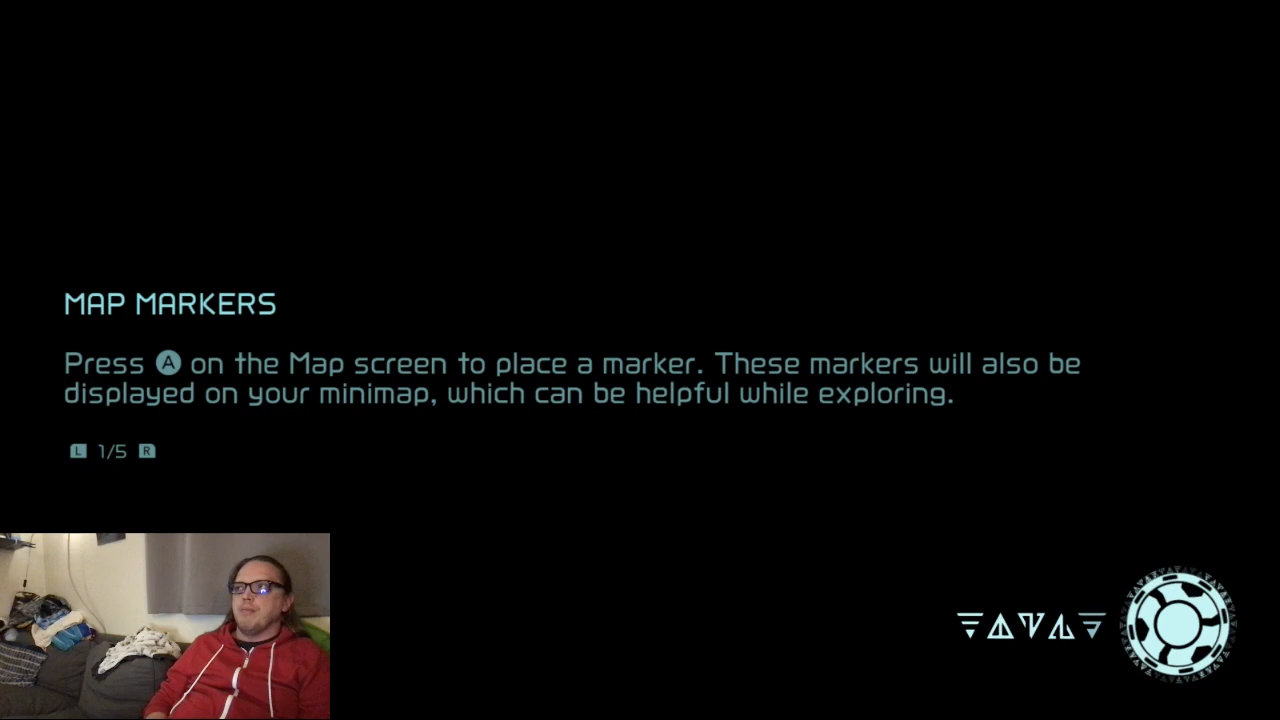 MAP MARKERS
Press A on the Map screen to place a marker. These markers will also be
displayed on your minimap, which can be helpful while exploring.
L 1/5 R